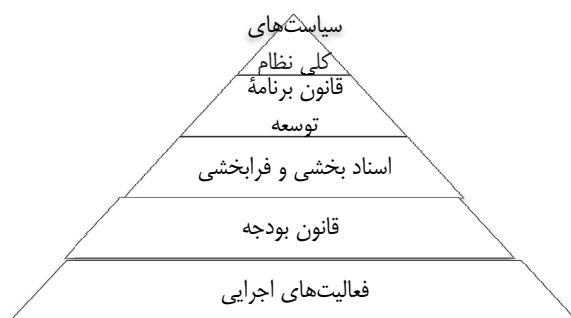 سیاست‌های
کلی نظام
قانون برنامهٔ
توسعه
اسناد بخشی و فرابخشی
قانون بودجه
فعالیت‌های اجرایی